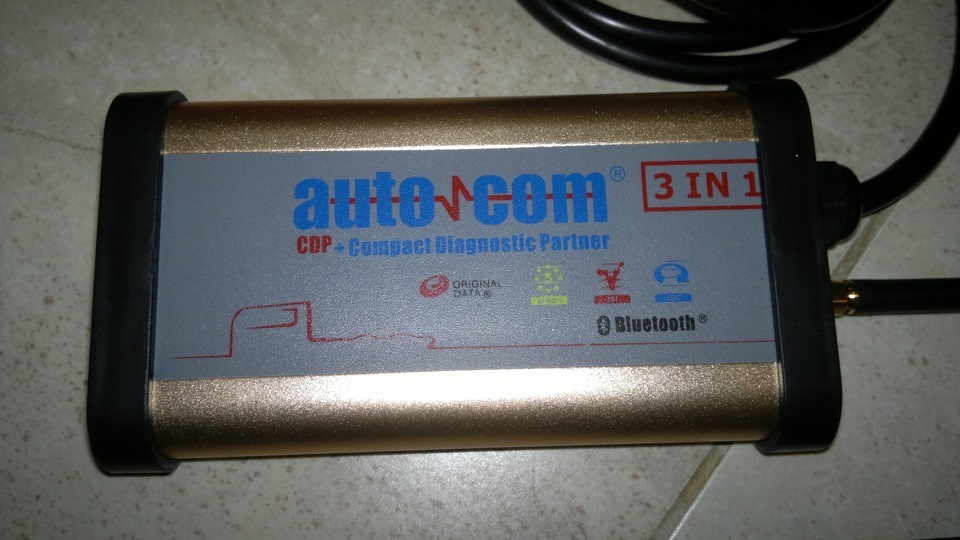 auto com®
3 IN 1
CDP + Compact Diagnostic Partner
ORIGINAL
DATA®
Bluetooth®